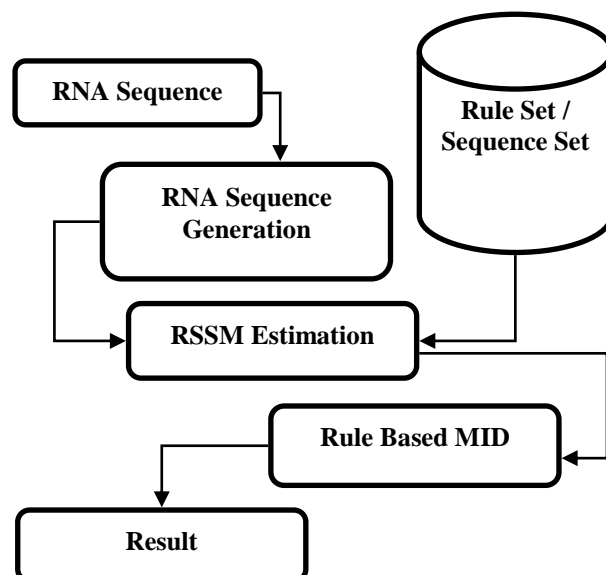 RNA Sequence
Rule Set /
Sequence Set
RNA Sequence
Generation
RSSM Estimation
Rule Based MID
Result